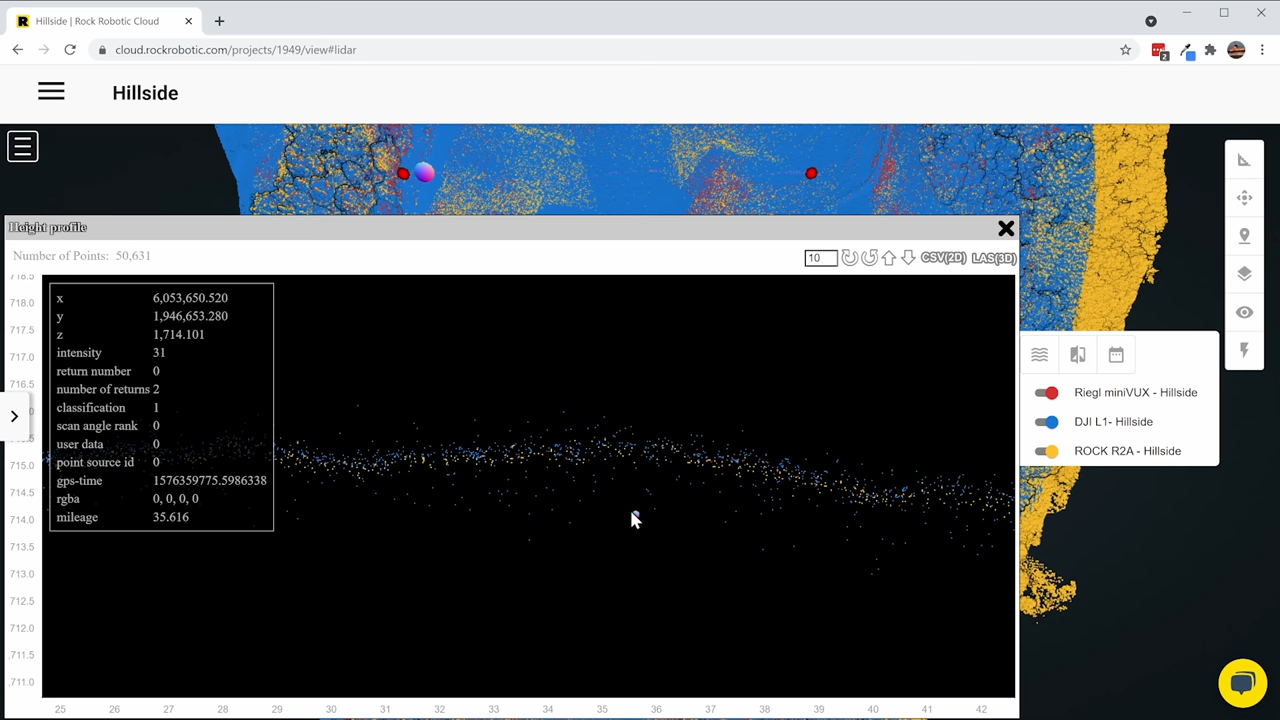 Hillside | Rock Robotic Cloud
cloud.rockrobotic.com/projects/1949/view#lidar
2
Hillside
Height profile
Number of Points: 50,631
10
CSV(2D)
LAS(3D)
718.5
718.0
717.5
717.0
716.5
715.0
714.5
714.0
713.5
713.0
712.5
712.0
711.5
711.0
x 6,053,650.520
y 1,946,653.280
z 1,714.101
intensity 31
return number 0
number of returns 2
classification 1
scan angle rank 0
user data 0
point source id 0
gps-time 1576359775.5986338
rgba 0, 0, 0, 0
mileage 35.616
25 26 27 28 29 30 31 32 33 34 35 36 37 38 39 40 41 42
Riegl miniVUX - Hillside
DJI L1- Hillside
ROCK R2A - Hillside